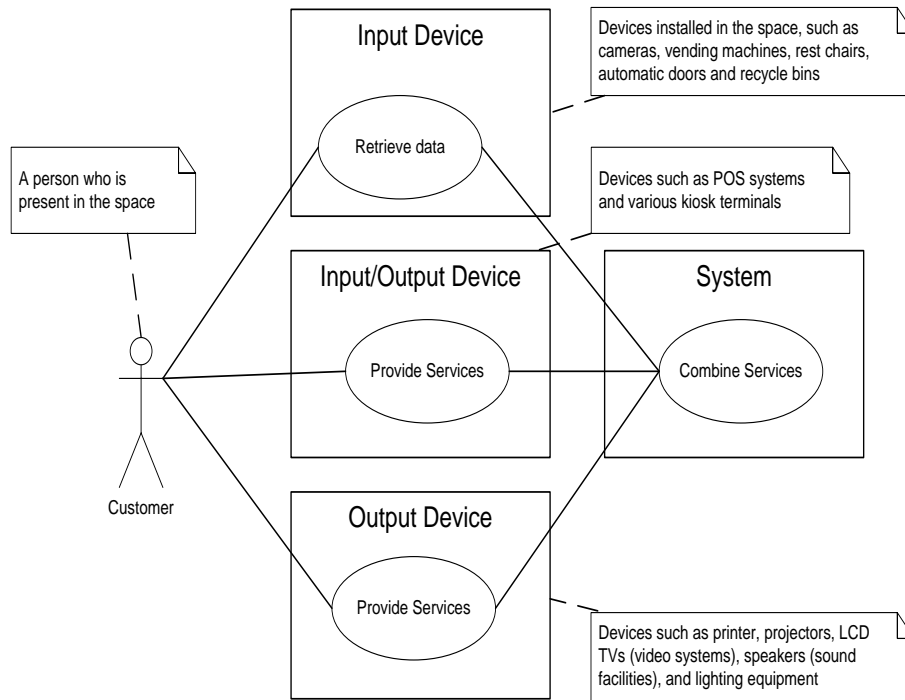 Input Device
Devices installed in the space, such as
cameras, vending machines, rest chairs,
automatic doors and recycle bins
Retrieve data
A person who is
present in the space
Devices such as POS systems
and various kiosk terminals
Input/Output Device
System
Provide Services
Combine Services
Customer
Output Device
Provide Services
Devices such as printer, projectors, LCD
TVs (video systems), speakers (sound
facilities), and lighting equipment